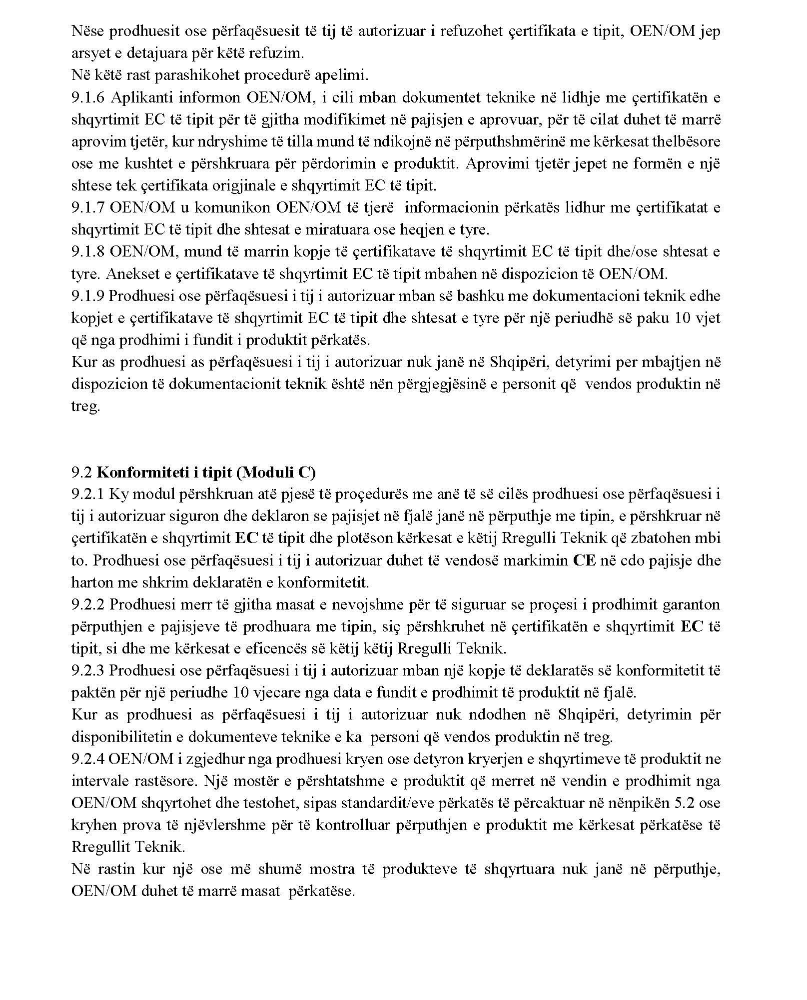 Nëse prodhuesit ose përfaqësuesit të tij të autorizuar i refuzohet çertifikata e tipit, OEN/OM jep
arsyet e detajuara për këtë refuzim.
Në këtë rast parashikohet procedurë apelimi.
9.1.6 Aplikanti informon OEN/OM, i cili mban dokumentet teknike në lidhje me çertifikatën e
shqyrtimit EC të tipit për të gjitha modifikimet në pajisjen e aprovuar, për të cilat duhet të marrë
aprovim tjetër, kur ndryshime të tilla mund të ndikojnë në përputhshmërinë me kërkesat thelbësore
ose me kushtet e përshkruara për përdorimin e produktit. Aprovimi tjetër jepet ne formën e një
shtese tek çertifikata origjinale e shqyrtimit EC të tipit.
9.1.7 OEN/OM u komunikon OEN/OM të tjerë  informacionin përkatës lidhur me çertifikatat e
shqyrtimit EC të tipit dhe shtesat e miratuara ose heqjen e tyre.
9.1.8 OEN/OM, mund të marrin kopje të çertifikatave të shqyrtimit EC të tipit dhe/ose shtesat e
tyre. Anekset e çertifikatave të shqyrtimit EC të tipit mbahen në dispozicion të OEN/OM.
9.1.9 Prodhuesi ose përfaqësuesi i tij i autorizuar mban së bashku me dokumentacioni teknik edhe
kopjet e çertifikatave të shqyrtimit EC të tipit dhe shtesat e tyre për një periudhë së paku 10 vjet
që nga prodhimi i fundit i produktit përkatës.
Kur as prodhuesi as përfaqësuesi i tij i autorizuar nuk janë në Shqipëri, detyrimi per mbajtjen në
dispozicion të dokumentacionit teknik është nën përgjegjësinë e personit që  vendos produktin në
treg.
9.2 Konformiteti i tipit (Moduli C)
9.2.1 Ky modul përshkruan atë pjesë të proçedurës me anë të së cilës prodhuesi ose përfaqësuesi i
tij i autorizuar siguron dhe deklaron se pajisjet në fjalë janë në përputhje me tipin, e përshkruar në
çertifikatën e shqyrtimit EC të tipit dhe plotëson kërkesat e këtij Rregulli Teknik që zbatohen mbi
to. Prodhuesi ose përfaqësuesi i tij i autorizuar duhet të vendosë markimin CE në cdo pajisje dhe
harton me shkrim deklaratën e konformitetit.
9.2.2 Prodhuesi merr të gjitha masat e nevojshme për të siguruar se proçesi i prodhimit garanton
përputhjen e pajisjeve të prodhuara me tipin, siç përshkruhet në çertifikatën e shqyrtimit EC të
tipit, si dhe me kërkesat e eficencës së këtij këtij Rregulli Teknik.
9.2.3 Prodhuesi ose përfaqësuesi i tij i autorizuar mban një kopje të deklaratës së konformitetit të
paktën për një periudhe 10 vjecare nga data e fundit e prodhimit të produktit në fjalë.
Kur as prodhuesi as përfaqësuesi i tij i autorizuar nuk ndodhen në Shqipëri, detyrimin për
disponibilitetin e dokumenteve teknike e ka  personi që vendos produktin në treg.
9.2.4 OEN/OM i zgjedhur nga prodhuesi kryen ose detyron kryerjen e shqyrtimeve të produktit ne
intervale rastësore. Një mostër e përshtatshme e produktit që merret në vendin e prodhimit nga
OEN/OM shqyrtohet dhe testohet, sipas standardit/eve përkatës të përcaktuar në nënpikën 5.2 ose
kryhen prova të njëvlershme për të kontrolluar përputhjen e produktit me kërkesat përkatëse të
Rregullit Teknik.
Në rastin kur një ose më shumë mostra të produkteve të shqyrtuara nuk janë në përputhje,
OEN/OM duhet të marrë masat  përkatëse.